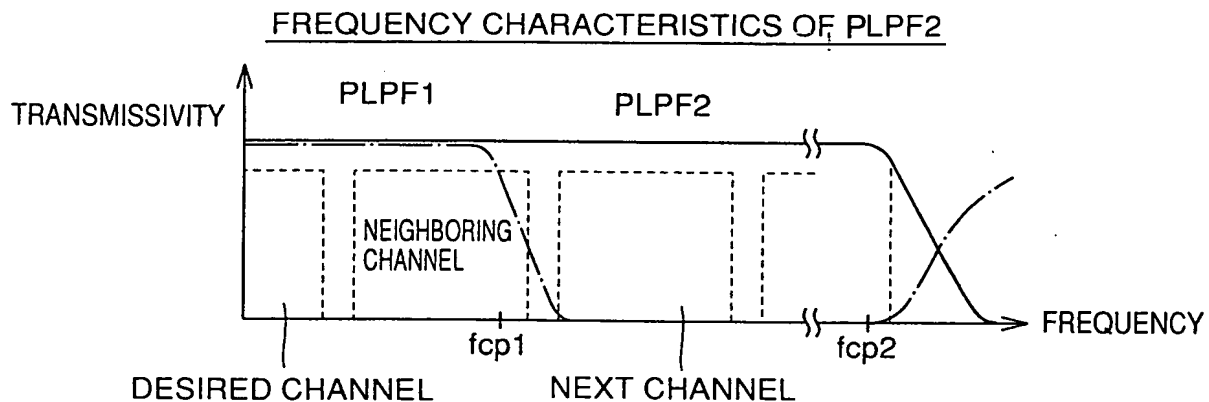 FREQUENCY CHARACTERISTICS OF PLPF2
TRANSMISSIVITY
PLPF1
PLPF2
NEIGHBORING
CHANNEL
fcp1
fcp2
FREQUENCY
DESIRED CHANNEL
NEXT CHANNEL